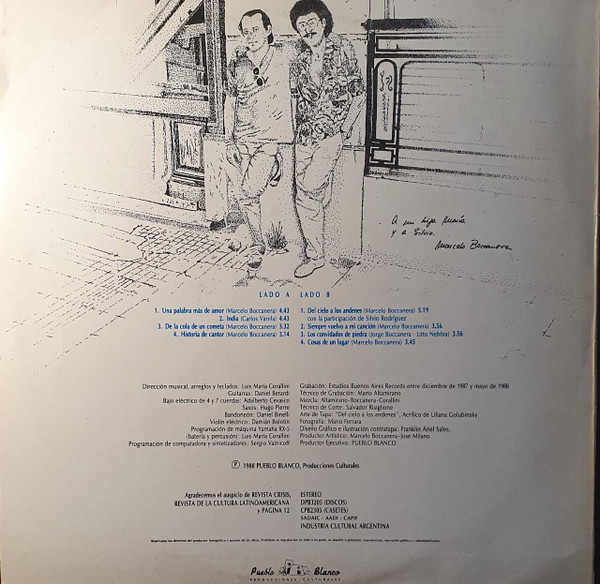 A mi hija María
y a Silvio.
Marcelo Boccanera
LADO A
1. Una palabra más de amor (Marcelo Boccanera) 4.43
2. India (Carlos Varela) 4.43
3. De la cola de un cometa (Marcelo Boccanera) 3.32
4. Historia de cantor (Marcelo Boccanera) 3.14
LADO B
1. Del cielo a los andenes (Marcelo Boccanera) 5.19
con la participación de Silvio Rodríguez
2. Siempre vuelvo a mi canción (Marcelo Boccanera) 3.56
3. Los convidados de piedra (Jorge Boccanera - Litto Nebbia) 3.56
4. Cosas de un lugar (Marcelo Boccanera) 3.45
Dirección musical, arreglos y teclados: Luis María Corallini
Guitarras: Daniel Berardi
Bajo eléctrico de 4 y 7 cuerdas: Adalberto Cevasco
Saxos: Hugo Pierre
Bandoneón: Daniel Binelli
Violín eléctrico: Damián Bolotin
Programación de máquina Yamaha RX-5
(batería y percusión): Luis María Corallini
Programación de computadora y sintetizadores: Sergio Vainicoff
Grabación: Estudios Buenos Aires Records entre diciembre de 1987 y mayo de 1988
Técnico de Grabación: Mario Altamirano
Mezcla: Altamirano-Boccanera-Corallini
Técnico de Corte: Salvador Risiglione
Arte de Tapa: "Del cielo a los andenes", Acrílico de Liliana Golubinsky
Fotografía: María Ferrara
Diseño Gráfico e ilustración contratapa: Franklin Ariel Sales
Productor Artístico: Marcelo Boccanera-José Milano
Productor Ejecutivo: PUEBLO BLANCO
℗ 1988 PUEBLO BLANCO, Producciones Culturales
Agradecemos el auspicio de REVISTA CRISIS,
REVISTA DE LA CULTURA LATINOAMERICANA
y PAGINA 12
ESTEREO
DPB3205 (DISCOS)
CPB2303 (CASETES)
SADAIC - AADI - CAPIF
INDUSTRIA CULTURAL ARGENTINA
Pueblo Blanco
PRODUCCIONES CULTURALES